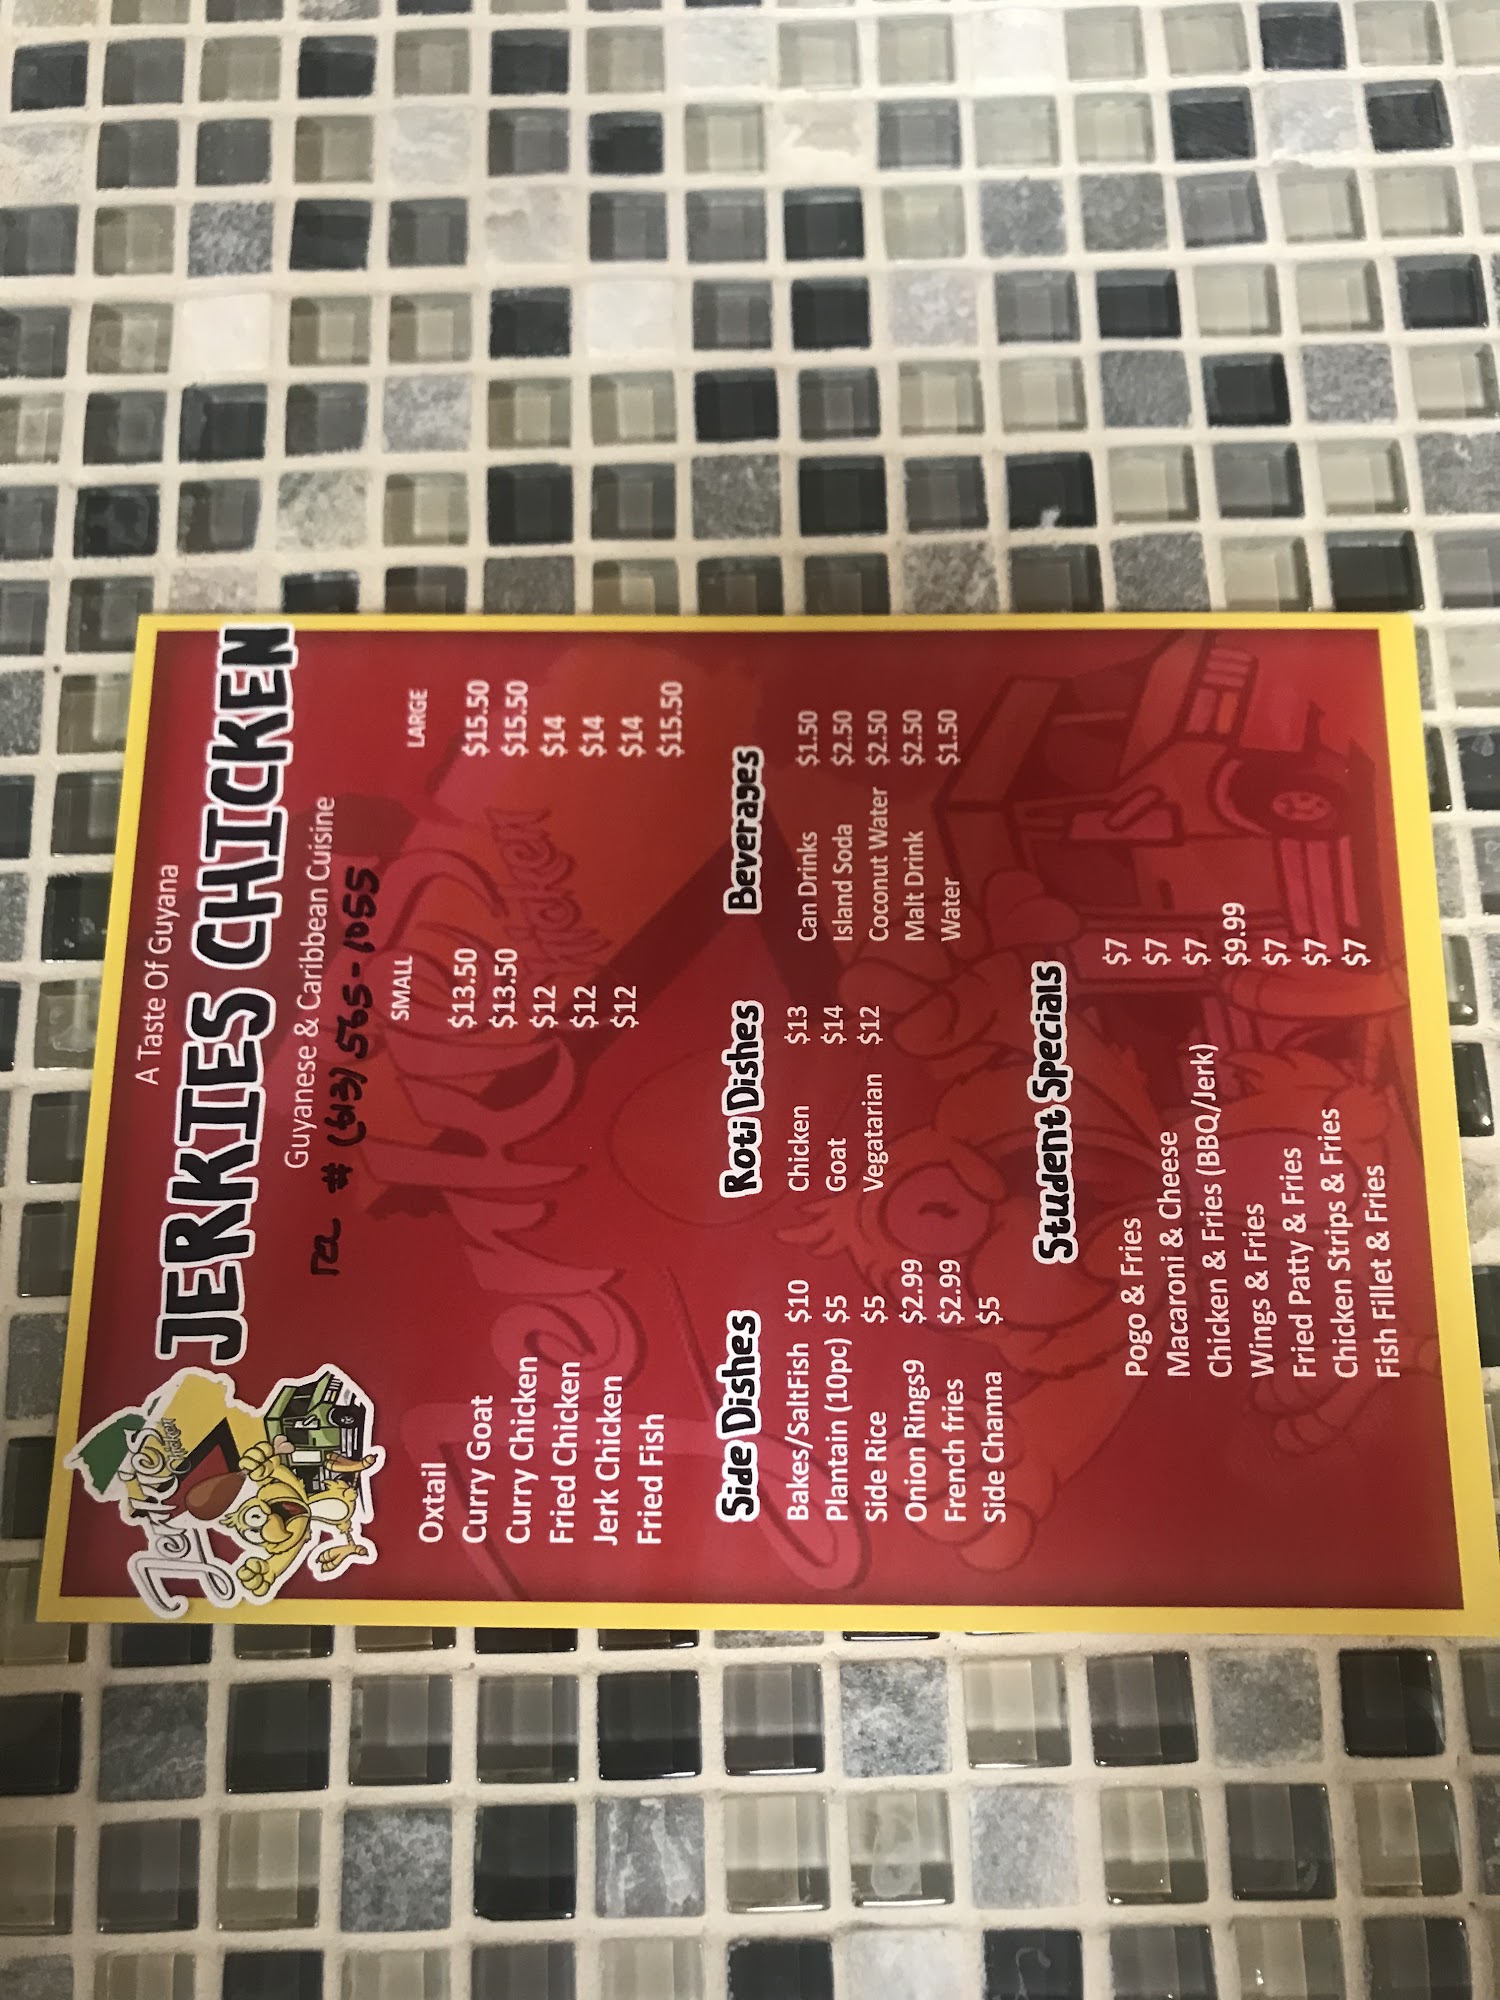 A Taste Of Guyana
JerKies
Chicken
JERKIES CHICKEN
Guyanese & Caribbean Cuisine
TEL # (613) 565-1055
SMALL LARGE
Oxtail $13.50 $15.50
Curry Goat $13.50 $15.50
Curry Chicken $12 $14
Fried Chicken $12 $14
Jerk Chicken $12 $14
Fried Fish $15.50
Side Dishes
Bakes/SaltFish $10
Plantain (10pc) $5
Side Rice $5
Onion Rings9 $2.99
French fries $2.99
Side Channa $5
Roti Dishes
Chicken $13
Goat $14
Vegatarian $12
Beverages
Can Drinks $1.50
Island Soda $2.50
Coconut Water $2.50
Malt Drink $2.50
Water $1.50
Student Specials
Pogo & Fries $7
Macaroni & Cheese $7
Chicken & Fries (BBQ/Jerk) $7
Wings & Fries $9.99
Fried Patty & Fries $7
Chicken Strips & Fries $7
Fish Fillet & Fries $7